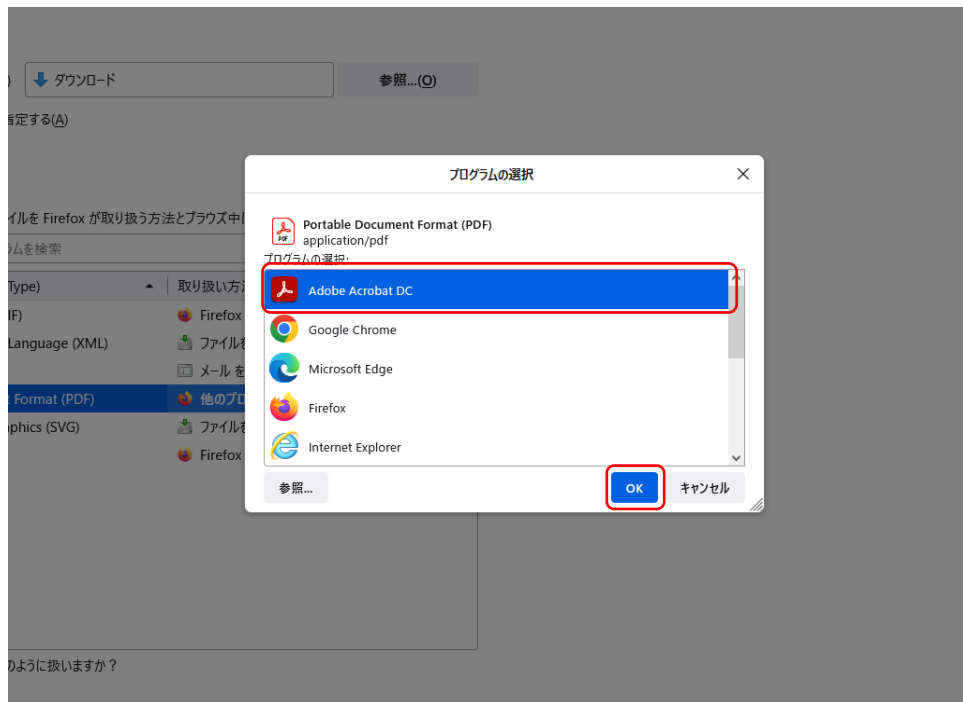 ) ダウンロード 参照...(O)
指定する(A)
プログラムの選択
イルを Firefox が取り扱う方法とブラウズ中に
Portable Document Format (PDF)
PDF
application/pdf
ラムを検索
プログラムの選択:
Type) 取り扱い方法
Adobe Acrobat DC
IF) Firefox
Google Chrome
Language (XML) ファイルを
メール を
Microsoft Edge
Format (PDF) 他のプロ
Firefox
aphics (SVG) ファイルを
Internet Explorer
Firefox
参照... OK キャンセル
のように扱いますか？